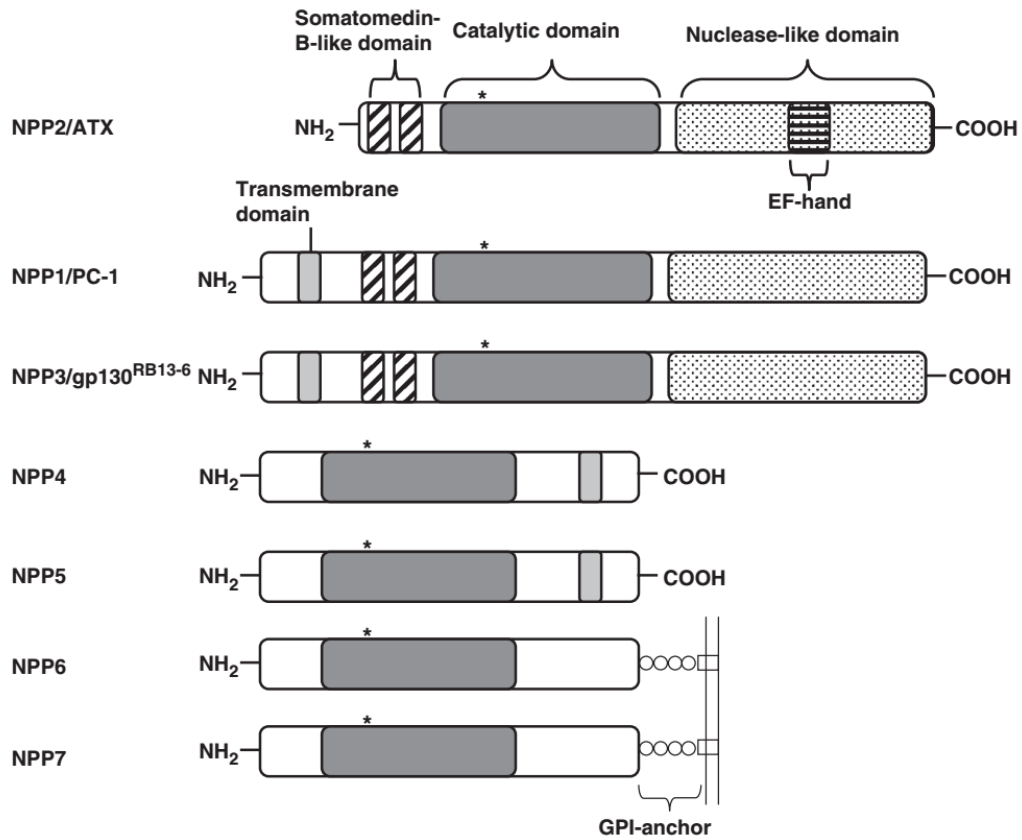 Somatomedin-
B-like domain
Catalytic domain
Nuclease-like domain
*
NPP2/ATX
NH2
COOH
EF-hand
Transmembrane
domain
*
NPP1/PC-1
NH2
COOH
*
NPP3/gp130RB13-6
NH2
COOH
*
NPP4
NH2
COOH
*
NPP5
NH2
COOH
*
NPP6
NH2
*
NPP7
NH2
GPI-anchor